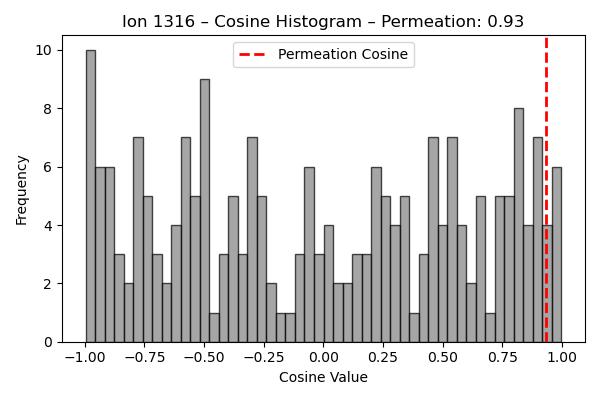 Ion 1316 – Cosine Histogram – Permeation: 0.93
Permeation Cosine
10
8
6
4
2
0
Frequency
−1.00 −0.75 −0.50 −0.25 0.00 0.25 0.50 0.75 1.00
Cosine Value